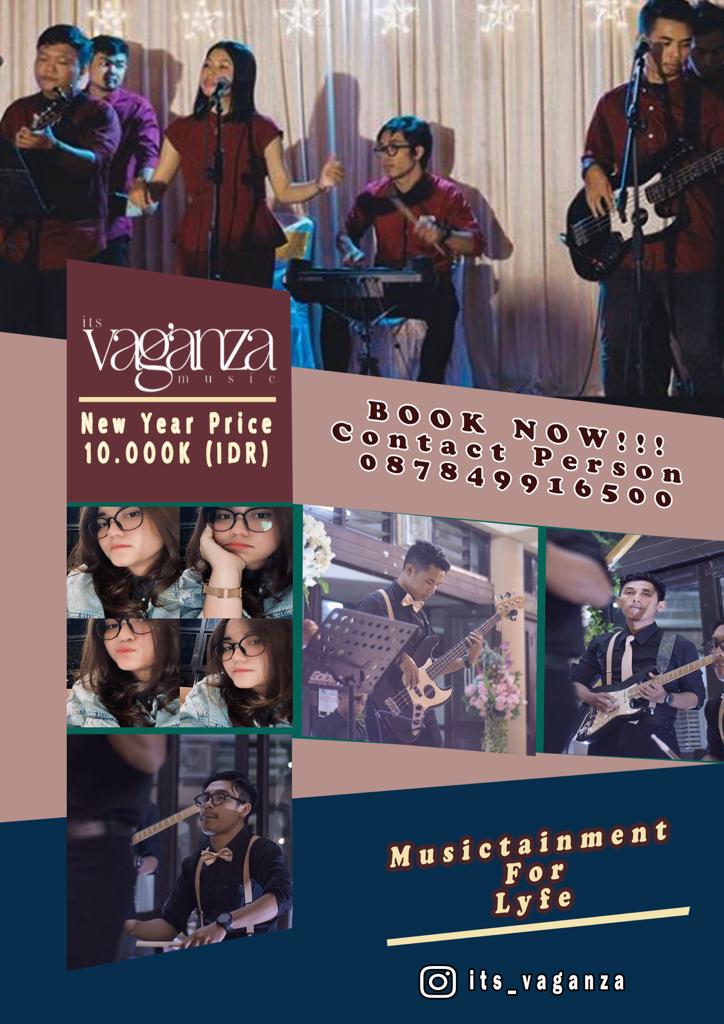 its
vaganza
music
New Year Price
10.000K (IDR)
BOOK NOW!!!
Contact Person
087849916500
Musictainment
For
Lyfe
its_vaganza